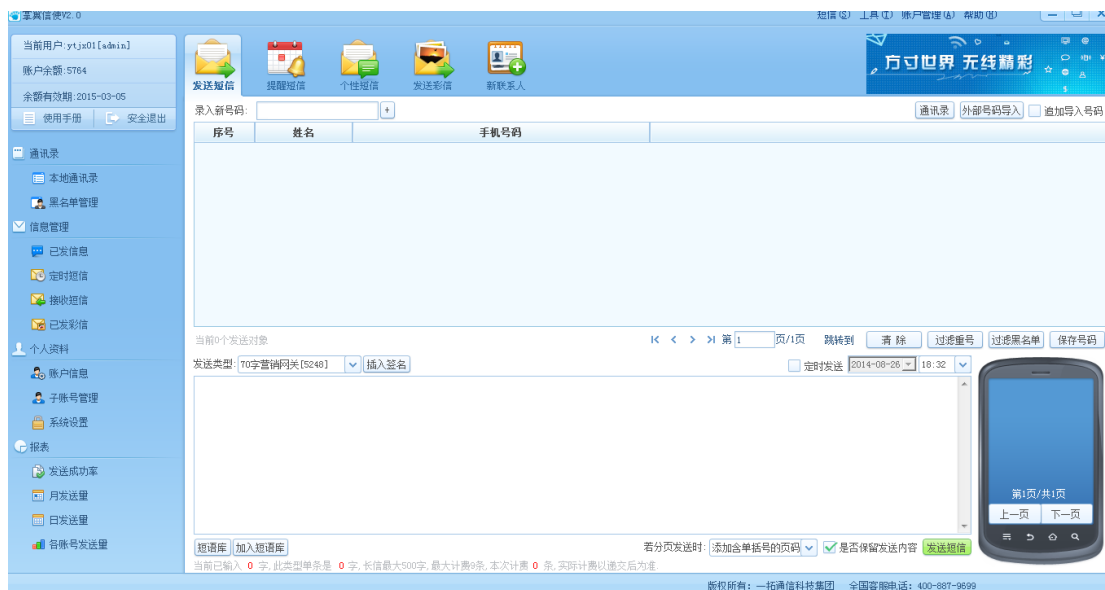 掌翼信使V2.0 短信(S) 工具(T) 账户管理(A) 帮助(H)
当前用户:ytjx01[admin]
账户余额:5764
余额有效期:2015-03-05
使用手册 安全退出
发送短信 提醒短信 个性短信 发送彩信 新联系人
方寸世界 无线精彩
录入新号码: + 通讯录 外部号码导入 追加导入号码
序号 姓名 手机号码
通讯录
本地通讯录
黑名单管理
信息管理
已发信息
定时短信
接收短信
已发彩信
个人资料
账户信息
子账号管理
系统设置
报表
发送成功率
月发送量
日发送量
各账号发送量
当前0个发送对象 第 1 页/1页 跳转到 清除 过滤重号 过滤黑名单 保存号码
发送类型: 70字营销网关[5248] 插入签名 定时发送 2014-08-26 18:32
第1页/共1页
上一页 下一页
短语库 加入短语库 若分页发送时: 添加含单括号的页码 是否保留发送内容 发送短信
当前已输入 0 字,此类型单条是 0 字,长信最大500字,最大计费9条,本次计费 0 条,实际计费以递交后为准.
版权所有: 一拓通信科技集团 全国客服电话: 400-887-9699